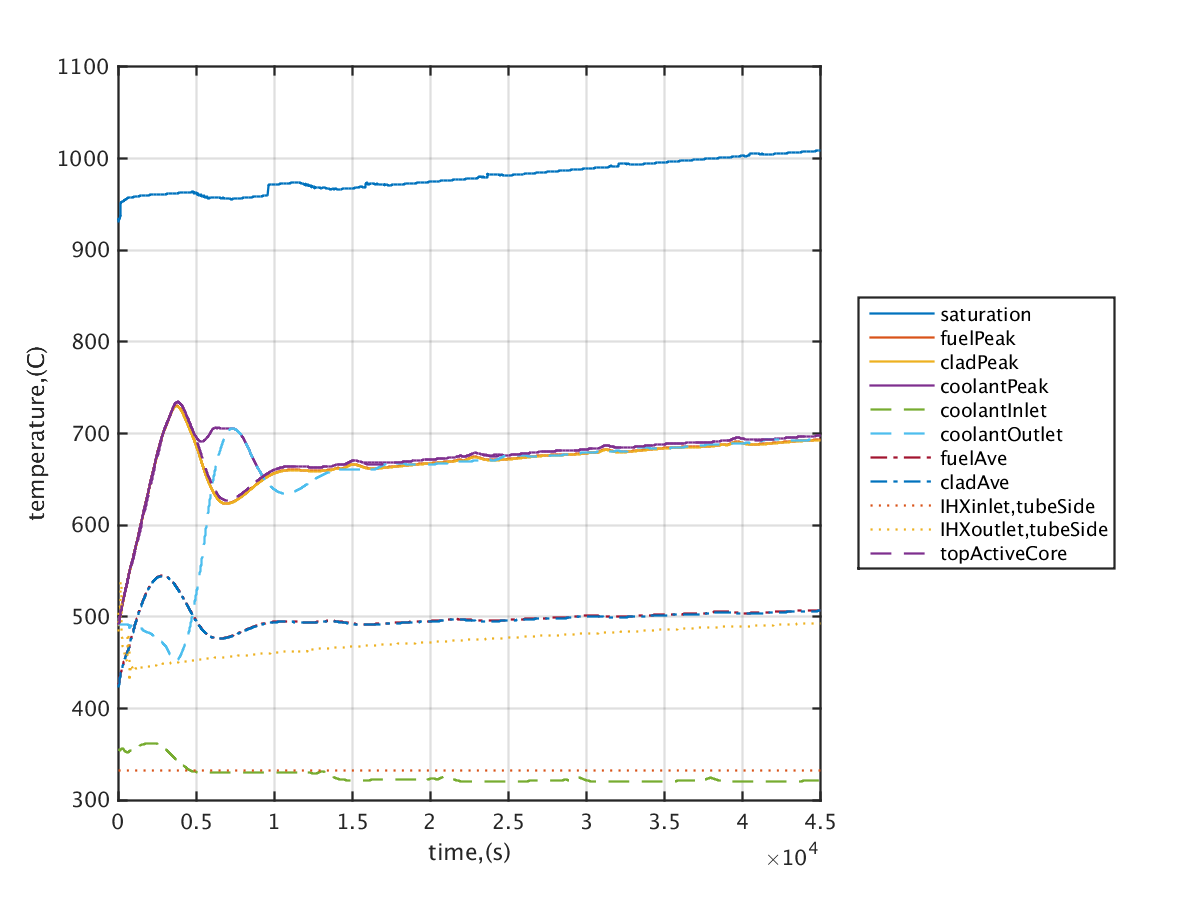 1100
1000
900
800
700
600
500
400
300
temperature,(C)
0 0.5 1 1.5 2 2.5 3 3.5 4 4.5
time,(s)
×10^4
saturation
fuelPeak
cladPeak
coolantPeak
coolantInlet
coolantOutlet
fuelAve
cladAve
IHXinlet,tubeSide
IHXoutlet,tubeSide
topActiveCore